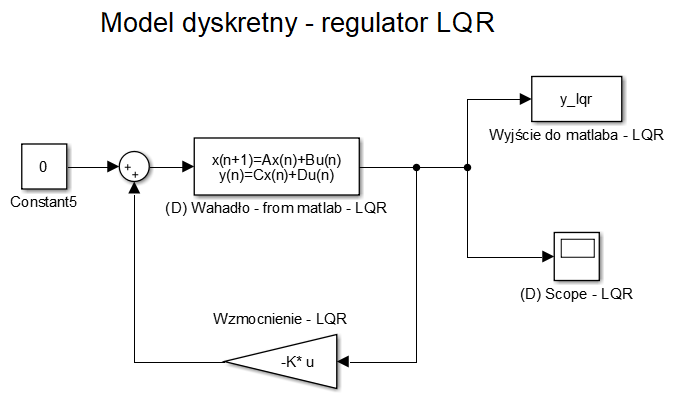 Model dyskretny - regulator LQR
y_lqr
Wyjście do matlaba - LQR
0
Constant5
+
+
x(n+1)=Ax(n)+Bu(n)
y(n)=Cx(n)+Du(n)
(D) Wahadło - from matlab - LQR
(D) Scope - LQR
Wzmocnienie - LQR
-K* u